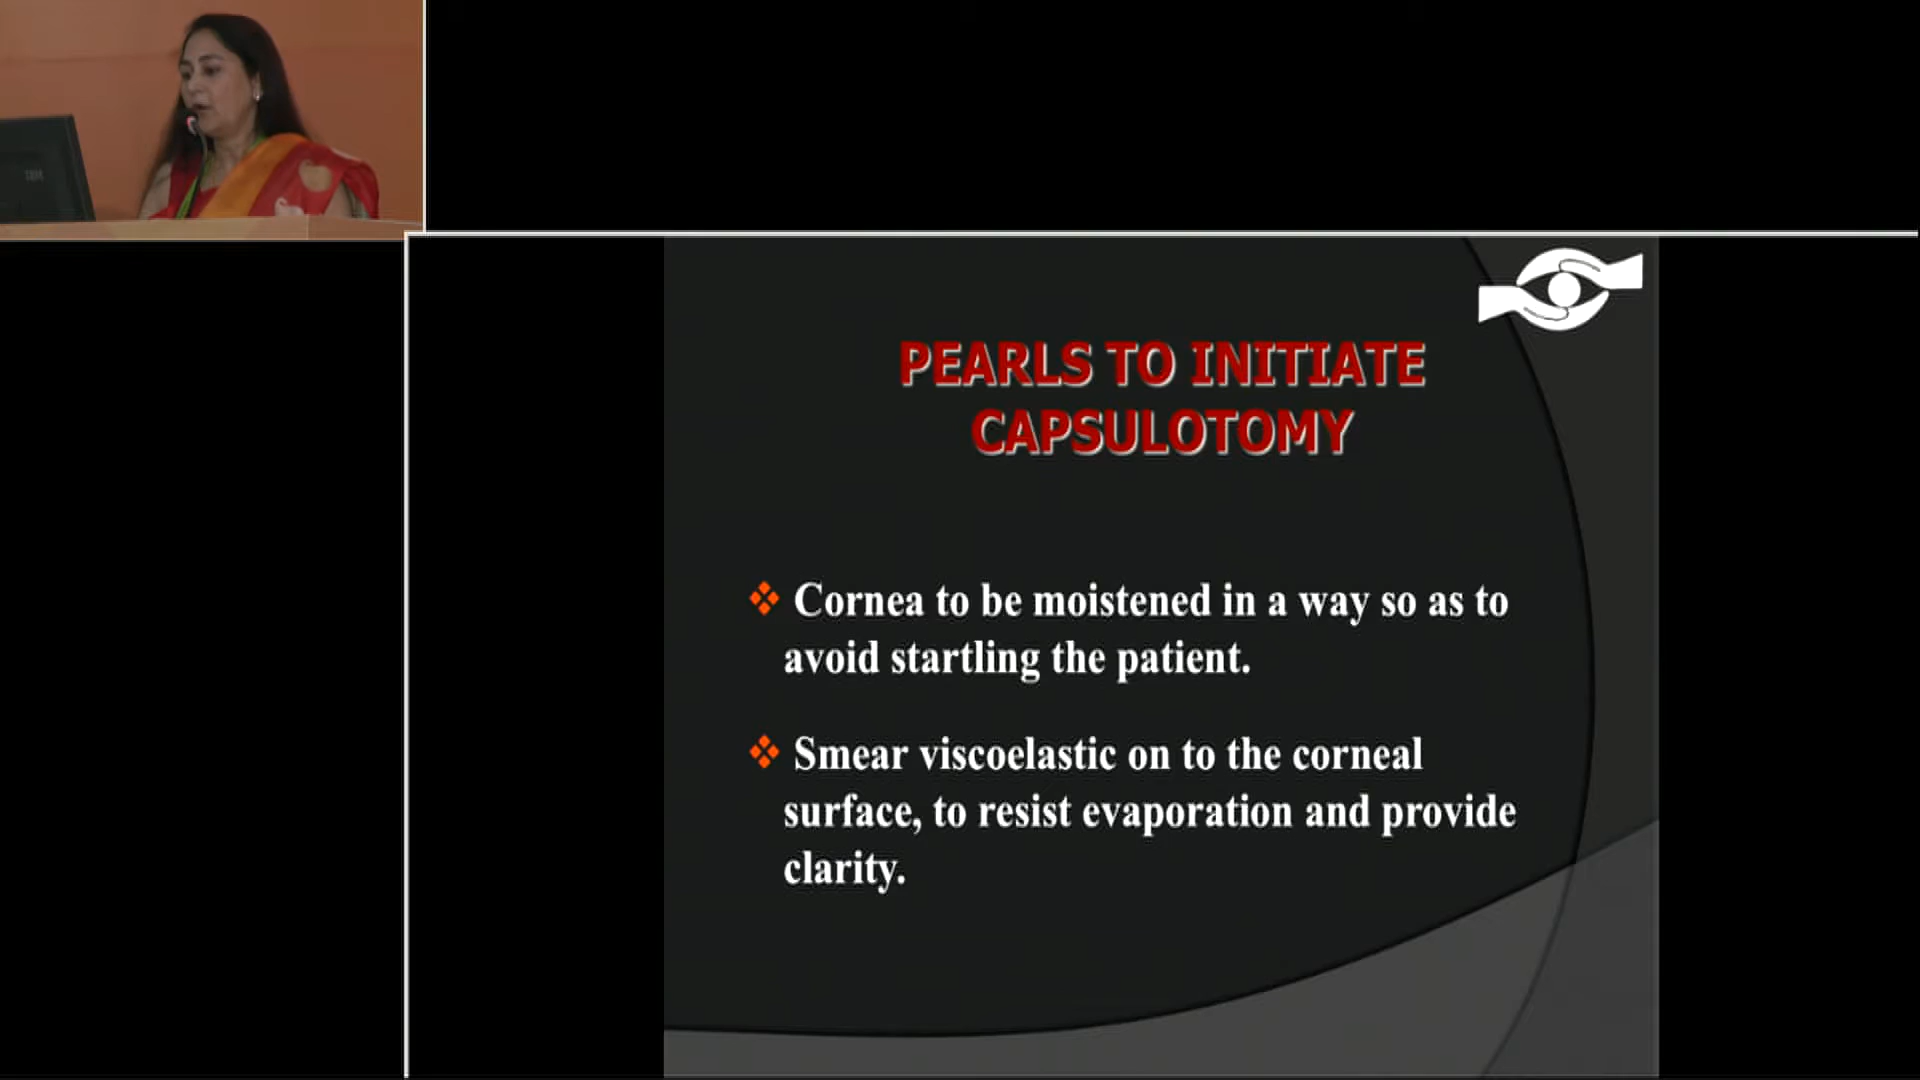 IBM
PEARLS TO INITIATE
CAPSULOTOMY
Cornea to be moistened in a way so as to
avoid startling the patient.
Smear viscoelastic on to the corneal
surface, to resist evaporation and provide
clarity.